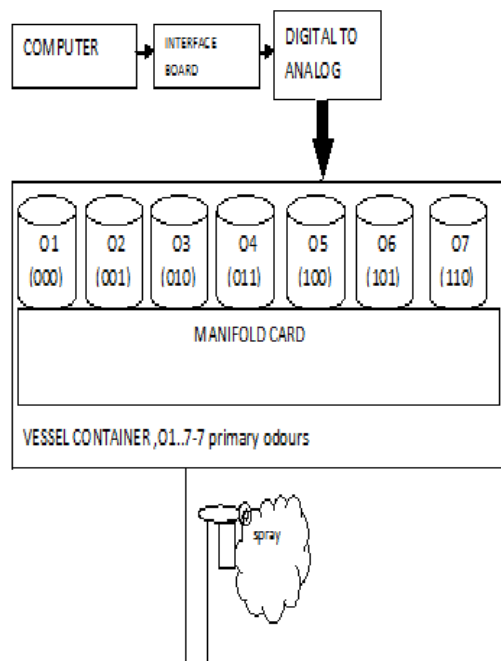 COMPUTER
INTERFACE
BOARD
DIGITAL TO
ANALOG
O1
(000)
O2
(001)
O3
(010)
O4
(011)
O5
(100)
O6
(101)
O7
(110)
MANIFOLD CARD
VESSEL CONTAINER ,O1..7-7 primary odours
spray